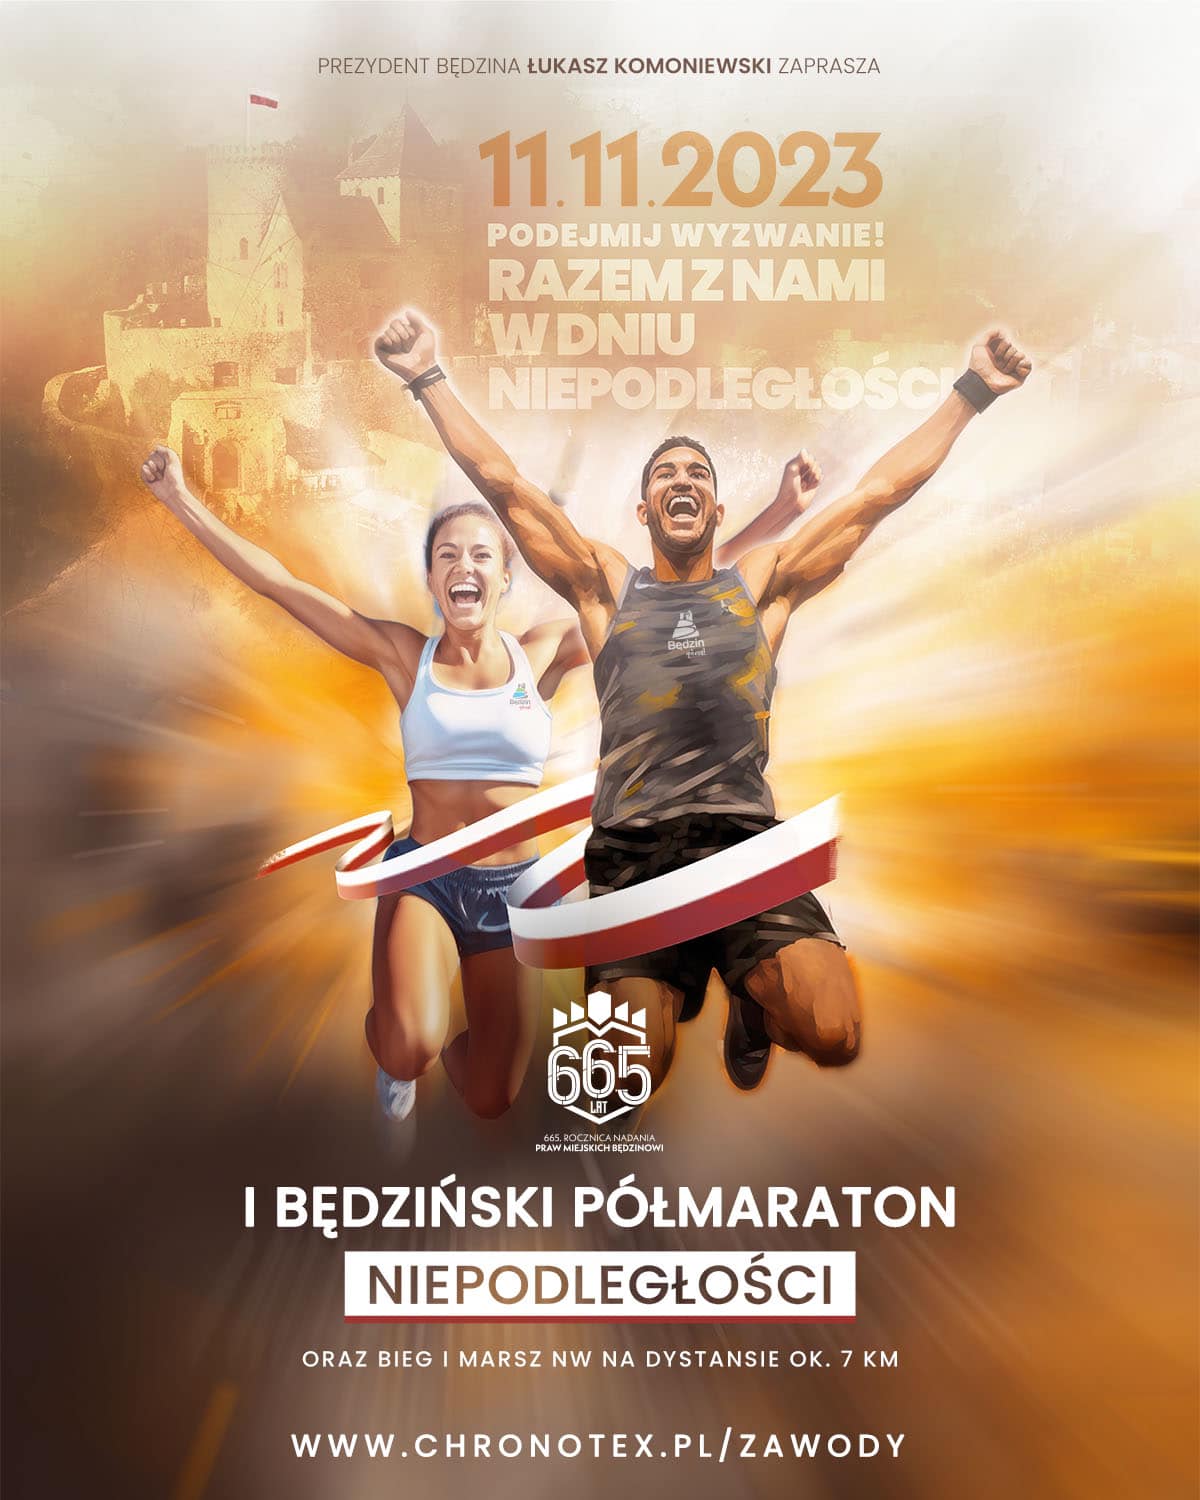 PREZYDENT BĘDZINA ŁUKASZ KOMONIEWSKI ZAPRASZA
11.11.2023
PODEJMIJ WYZWANIE!
RAZEM Z NAMI
W DNIU
NIEPODLEGŁOŚCI
Będzin
Będzin
665
LAT
665. ROCZNICA NADANIA
PRAW MIEJSKICH BĘDZINOWI
I BĘDZIŃSKI PÓŁMARATON
NIEPODLEGŁOŚCI
ORAZ BIEG I MARSZ NW NA DYSTANSIE OK. 7 KM
WWW.CHRONOTEX.PL/ZAWODY